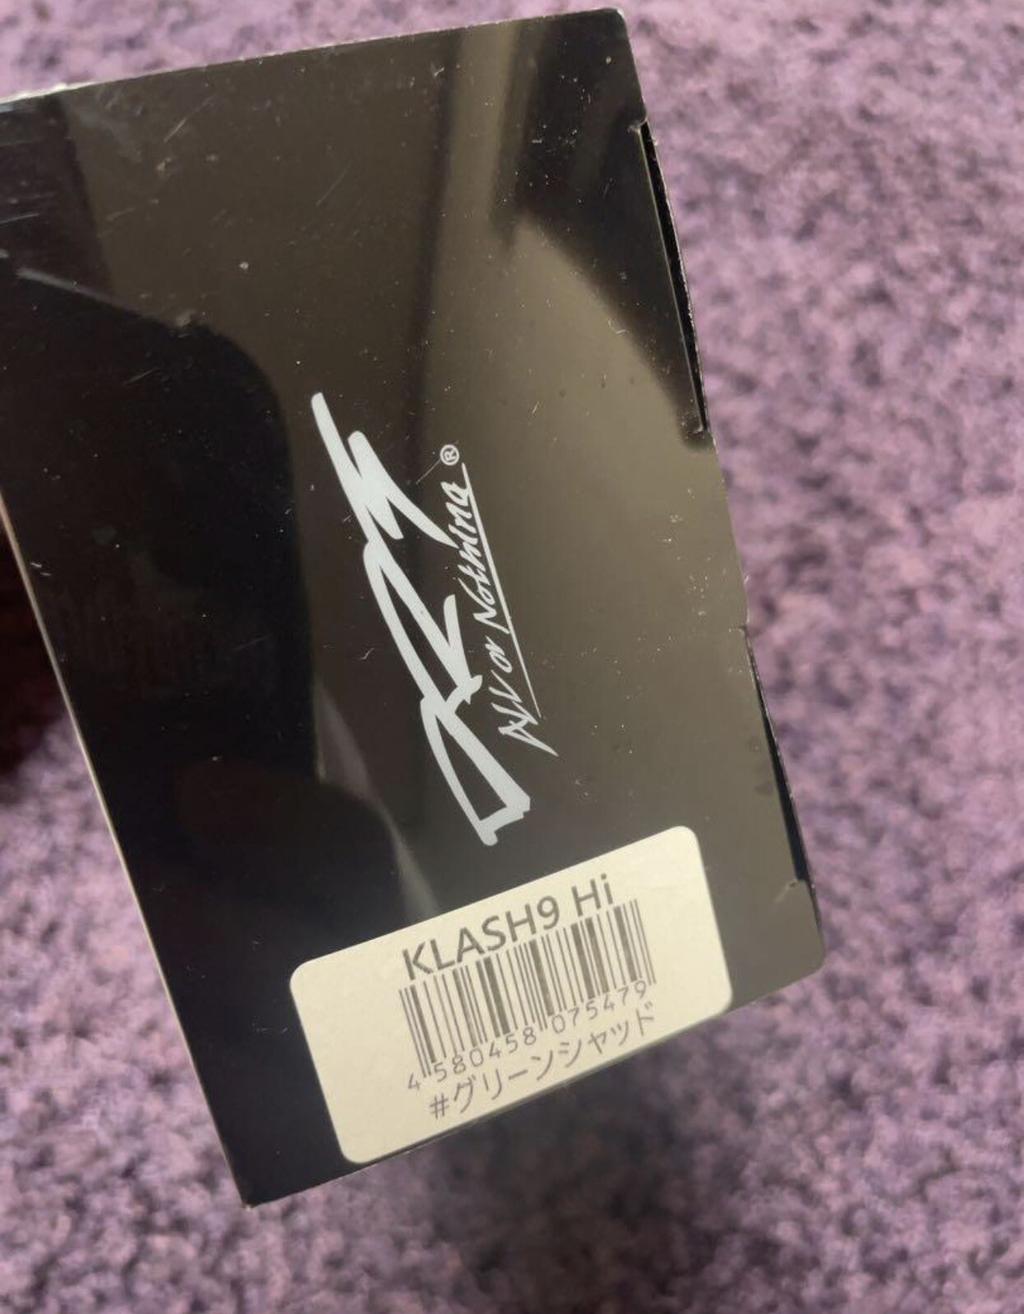 All or Nothing ®
KLASH9 Hi
4 580458 075479
#グリーンシャッド